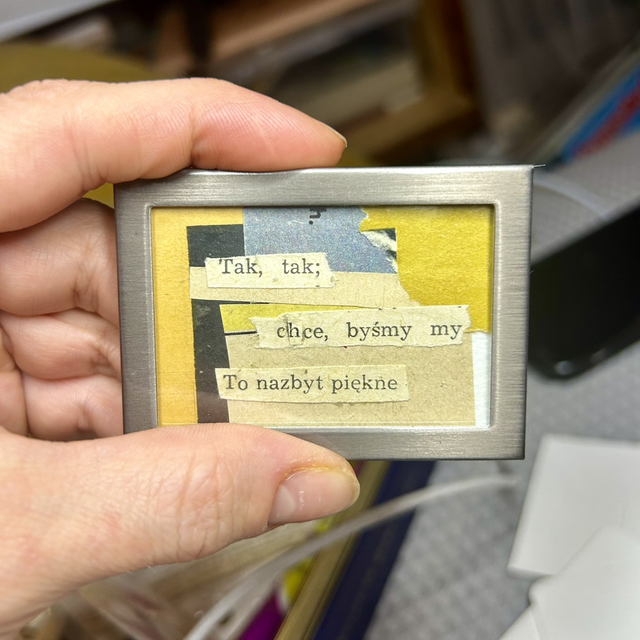 h.
Tak, tak;
chce, byśmy my
To nazbyt piękne